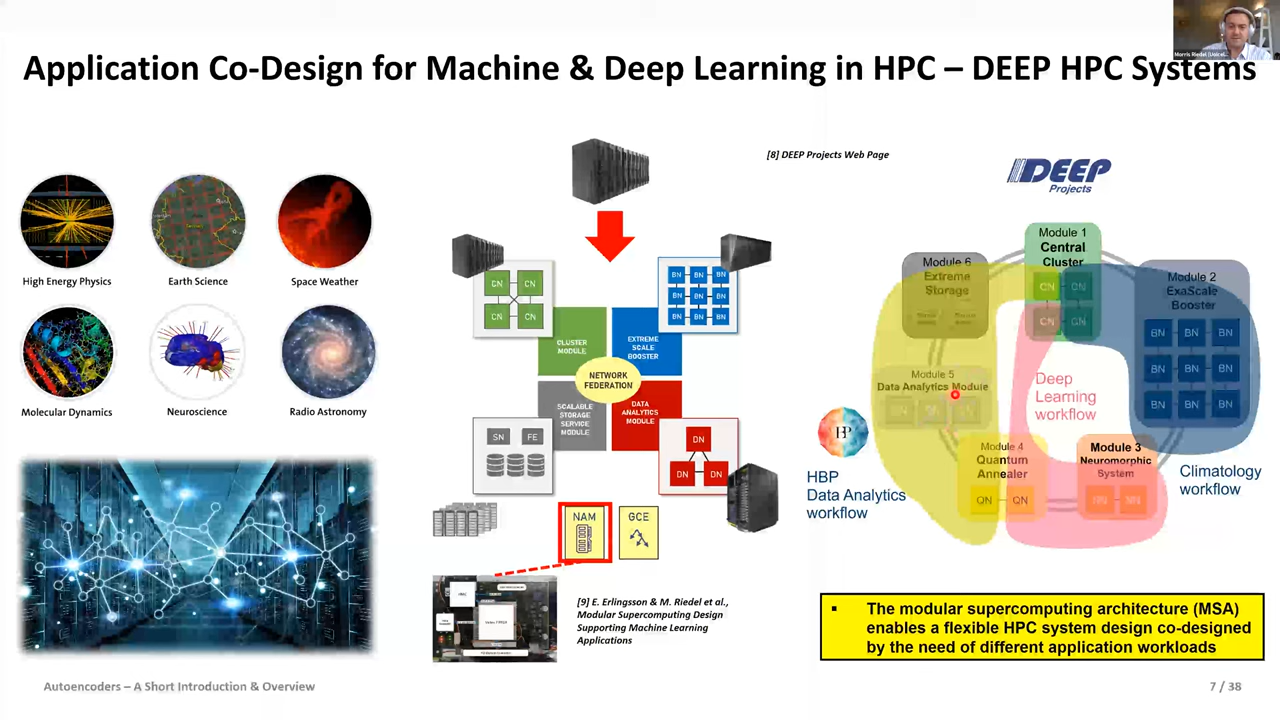 Morris Riedel
Application Co-Design for Machine & Deep Learning in HPC – DEEP HPC Systems
[8] DEEP Projects Web Page
DEEP
Projects
High Energy Physics
Earth Science
Space Weather
Molecular Dynamics
Neuroscience
Radio Astronomy
CN CN
CN CN
BN BN BN
BN BN BN
BN BN BN
CLUSTER
MODULE
EXTREME
SCALE
BOOSTER
NETWORK
FEDERATION
SCALABLE
STORAGE
SERVICE
MODULE
DATA
ANALYTICS
MODULE
SN FE
DN
DN DN
NAM
GCE
[9] E. Erlingsson & M. Riedel et al.,
Modular Supercomputing Design
Supporting Machine Learning
Applications
Module 1
Central
Cluster
CN CN
CN CN
Module 6
Extreme
Storage
Module 2
ExaScale
Booster
BN BN BN
BN BN BN
BN BN BN
Module 5
Data Analytics Module
Deep
Learning
workflow
HBP
Data Analytics
workflow
Module 4
Quantum
Annealer
QN QN
Module 3
Neuromorphic
System
Climatology
workflow
▪ The modular supercomputing architecture (MSA)
enables a flexible HPC system design co-designed
by the need of different application workloads
Autoencoders – A Short Introduction & Overview
7 / 38